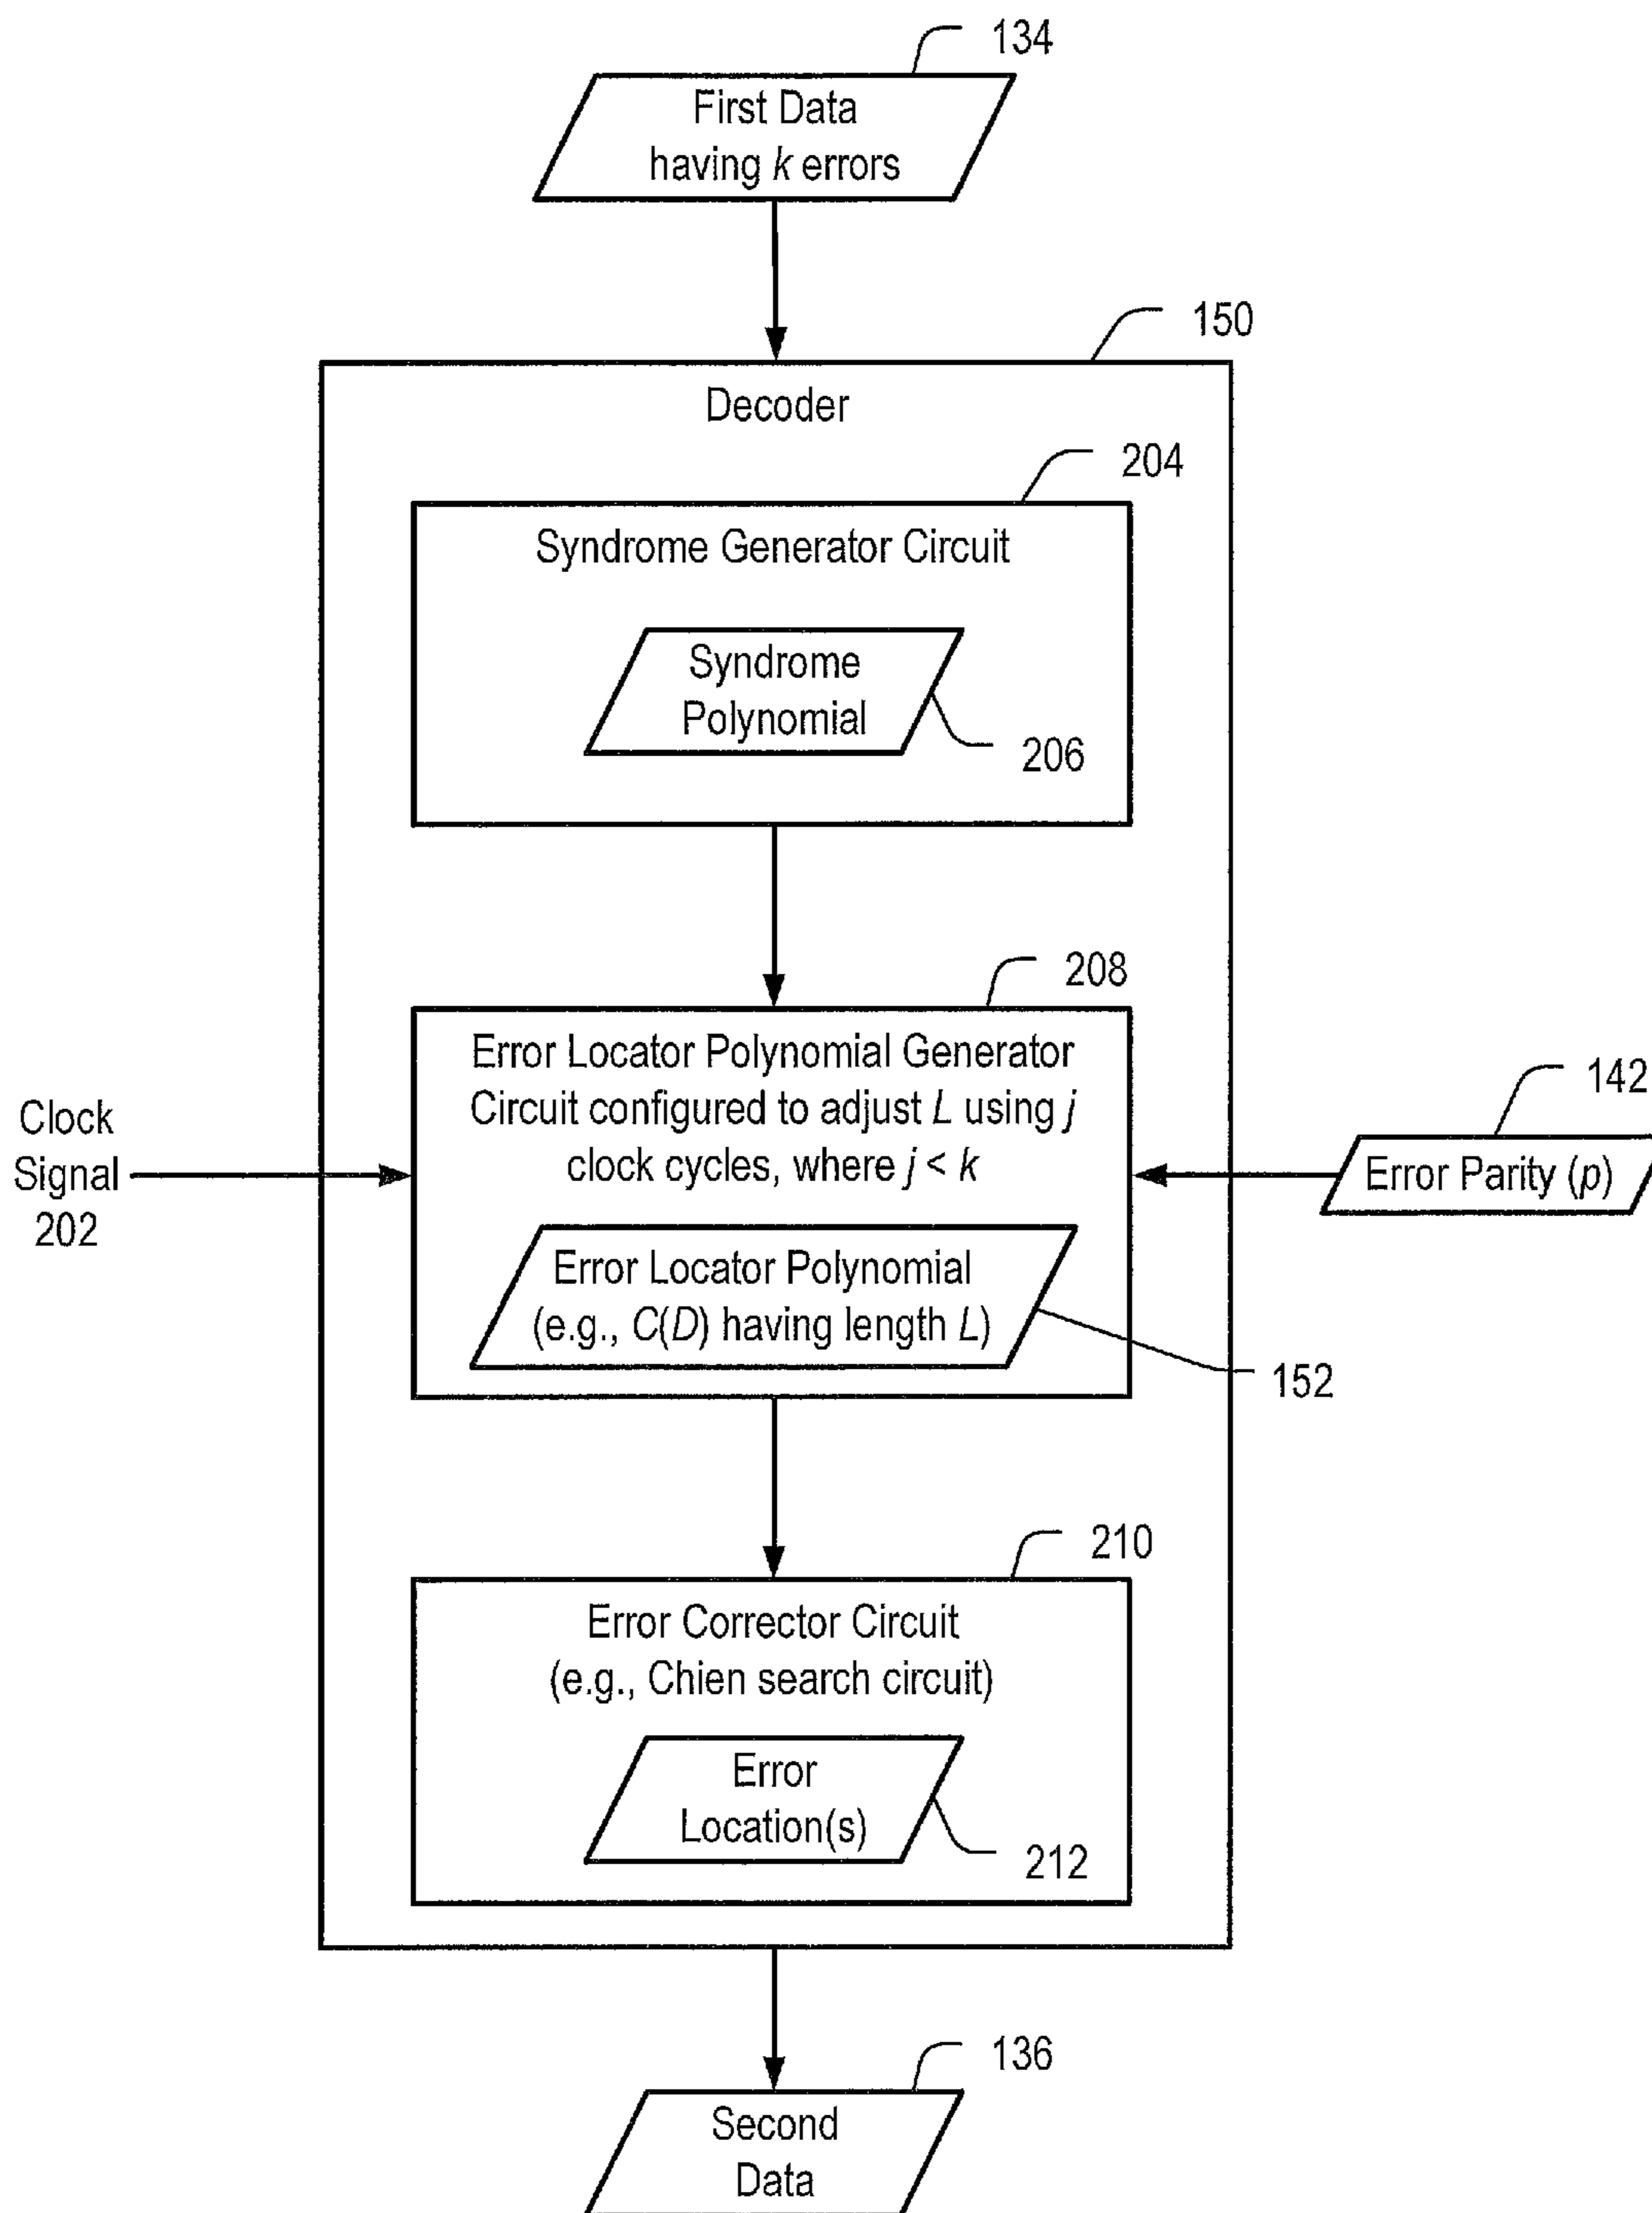 134
First Data
having k errors
150
Decoder
204
Syndrome Generator Circuit
Syndrome
Polynomial
206
208
Error Locator Polynomial Generator
Circuit configured to adjust L using j
clock cycles, where j < k
Clock
Signal
202
142
Error Parity (p)
Error Locator Polynomial
(e.g., C(D) having length L)
152
210
Error Corrector Circuit
(e.g., Chien search circuit)
Error
Location(s)
212
136
Second
Data